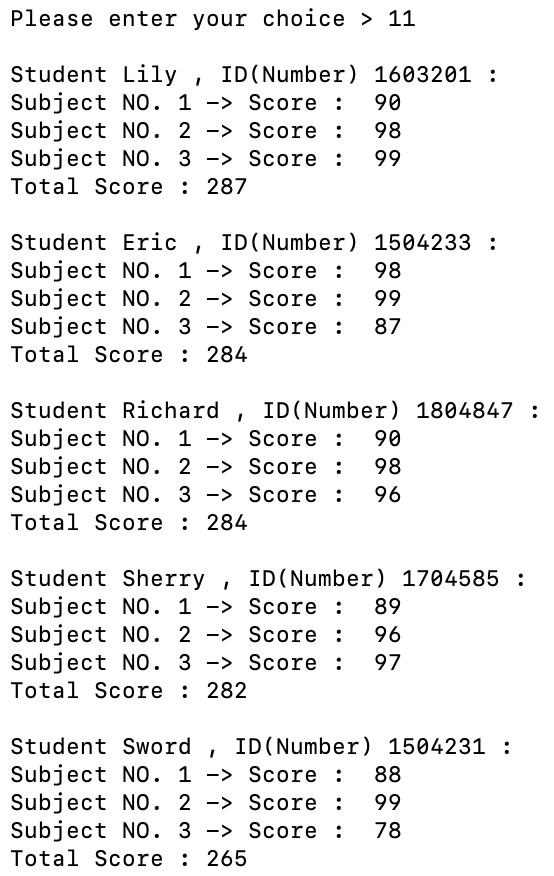 Please enter your choice > 11
Student Lily , ID(Number) 1603201 :
Subject NO. 1 -> Score :  90
Subject NO. 2 -> Score :  98
Subject NO. 3 -> Score :  99
Total Score : 287
Student Eric , ID(Number) 1504233 :
Subject NO. 1 -> Score :  98
Subject NO. 2 -> Score :  99
Subject NO. 3 -> Score :  87
Total Score : 284
Student Richard , ID(Number) 1804847 :
Subject NO. 1 -> Score :  90
Subject NO. 2 -> Score :  98
Subject NO. 3 -> Score :  96
Total Score : 284
Student Sherry , ID(Number) 1704585 :
Subject NO. 1 -> Score :  89
Subject NO. 2 -> Score :  96
Subject NO. 3 -> Score :  97
Total Score : 282
Student Sword , ID(Number) 1504231 :
Subject NO. 1 -> Score :  88
Subject NO. 2 -> Score :  99
Subject NO. 3 -> Score :  78
Total Score : 265